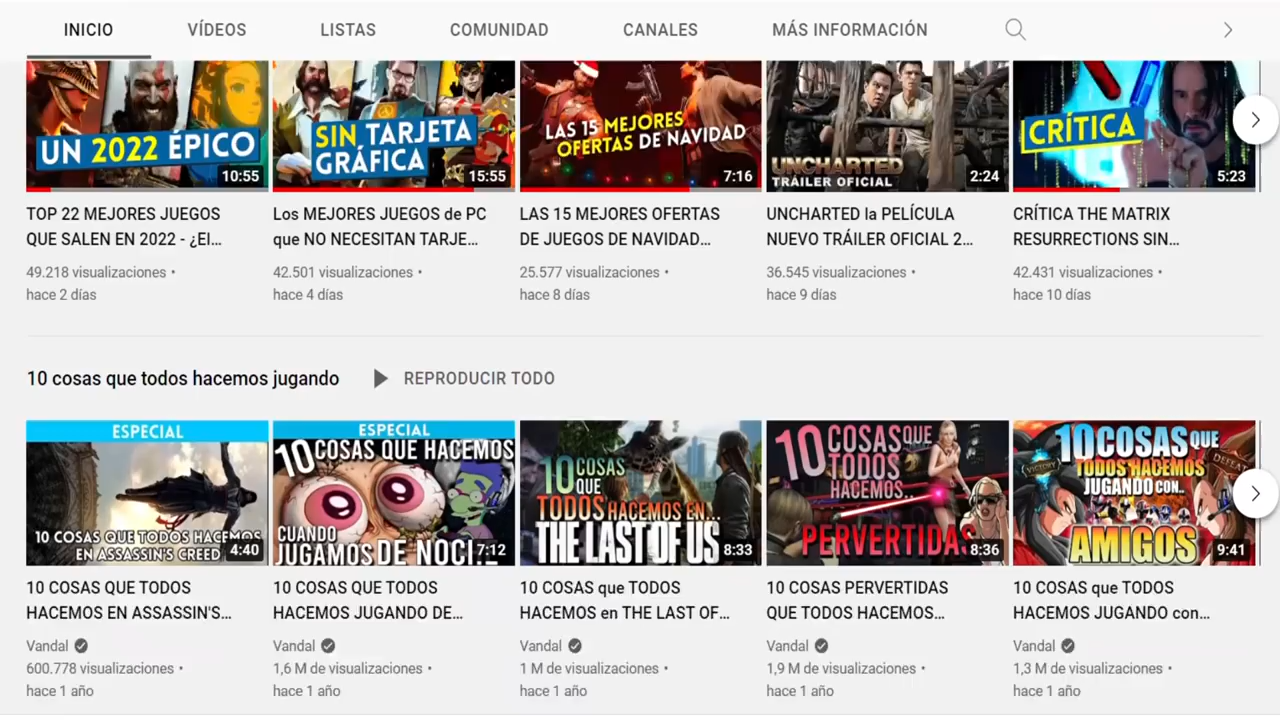 INICIO VÍDEOS LISTAS COMUNIDAD CANALES MÁS INFORMACIÓN
UN 2022 ÉPICO
10:55
SIN TARJETA
GRÁFICA
15:55
LAS 15 MEJORES
OFERTAS DE NAVIDAD
7:16
UNCHARTED
TRÁILER OFICIAL
2:24
CRÍTICA
5:23
TOP 22 MEJORES JUEGOS
QUE SALEN EN 2022 - ¿El...
49.218 visualizaciones •
hace 2 días
Los MEJORES JUEGOS de PC
que NO NECESITAN TARJE...
42.501 visualizaciones •
hace 4 días
LAS 15 MEJORES OFERTAS
DE JUEGOS DE NAVIDAD...
25.577 visualizaciones •
hace 8 días
UNCHARTED la PELÍCULA
NUEVO TRÁILER OFICIAL 2...
36.545 visualizaciones •
hace 9 días
CRÍTICA THE MATRIX
RESURRECTIONS SIN...
42.431 visualizaciones •
hace 10 días
10 cosas que todos hacemos jugando REPRODUCIR TODO
ESPECIAL
10 COSAS QUE TODOS HACEMOS
EN ASSASSIN'S CREED
4:40
ESPECIAL
10 COSAS QUE HACEMOS
CUANDO
JUGAMOS DE NOC
7:12
10 COSAS
QUE
TODOS HACEMOS EN...
THE LAST OF US
8:33
10 COSAS QUE
TODOS
HACEMOS..
PERVERTIDAS
8:36
10 COSAS QUE
TODOS HACEMOS
JUGANDO CON..
VICTORY
DEFEAT
AMIGOS
9:41
10 COSAS QUE TODOS
HACEMOS EN ASSASSIN'S...
Vandal
600.778 visualizaciones •
hace 1 año
10 COSAS QUE TODOS
HACEMOS JUGANDO DE...
Vandal
1,6 M de visualizaciones •
hace 1 año
10 COSAS que TODOS
HACEMOS en THE LAST OF...
Vandal
1 M de visualizaciones •
hace 1 año
10 COSAS PERVERTIDAS
QUE TODOS HACEMOS...
Vandal
1,9 M de visualizaciones •
hace 1 año
10 COSAS que TODOS
HACEMOS JUGANDO con...
Vandal
1,3 M de visualizaciones •
hace 1 año